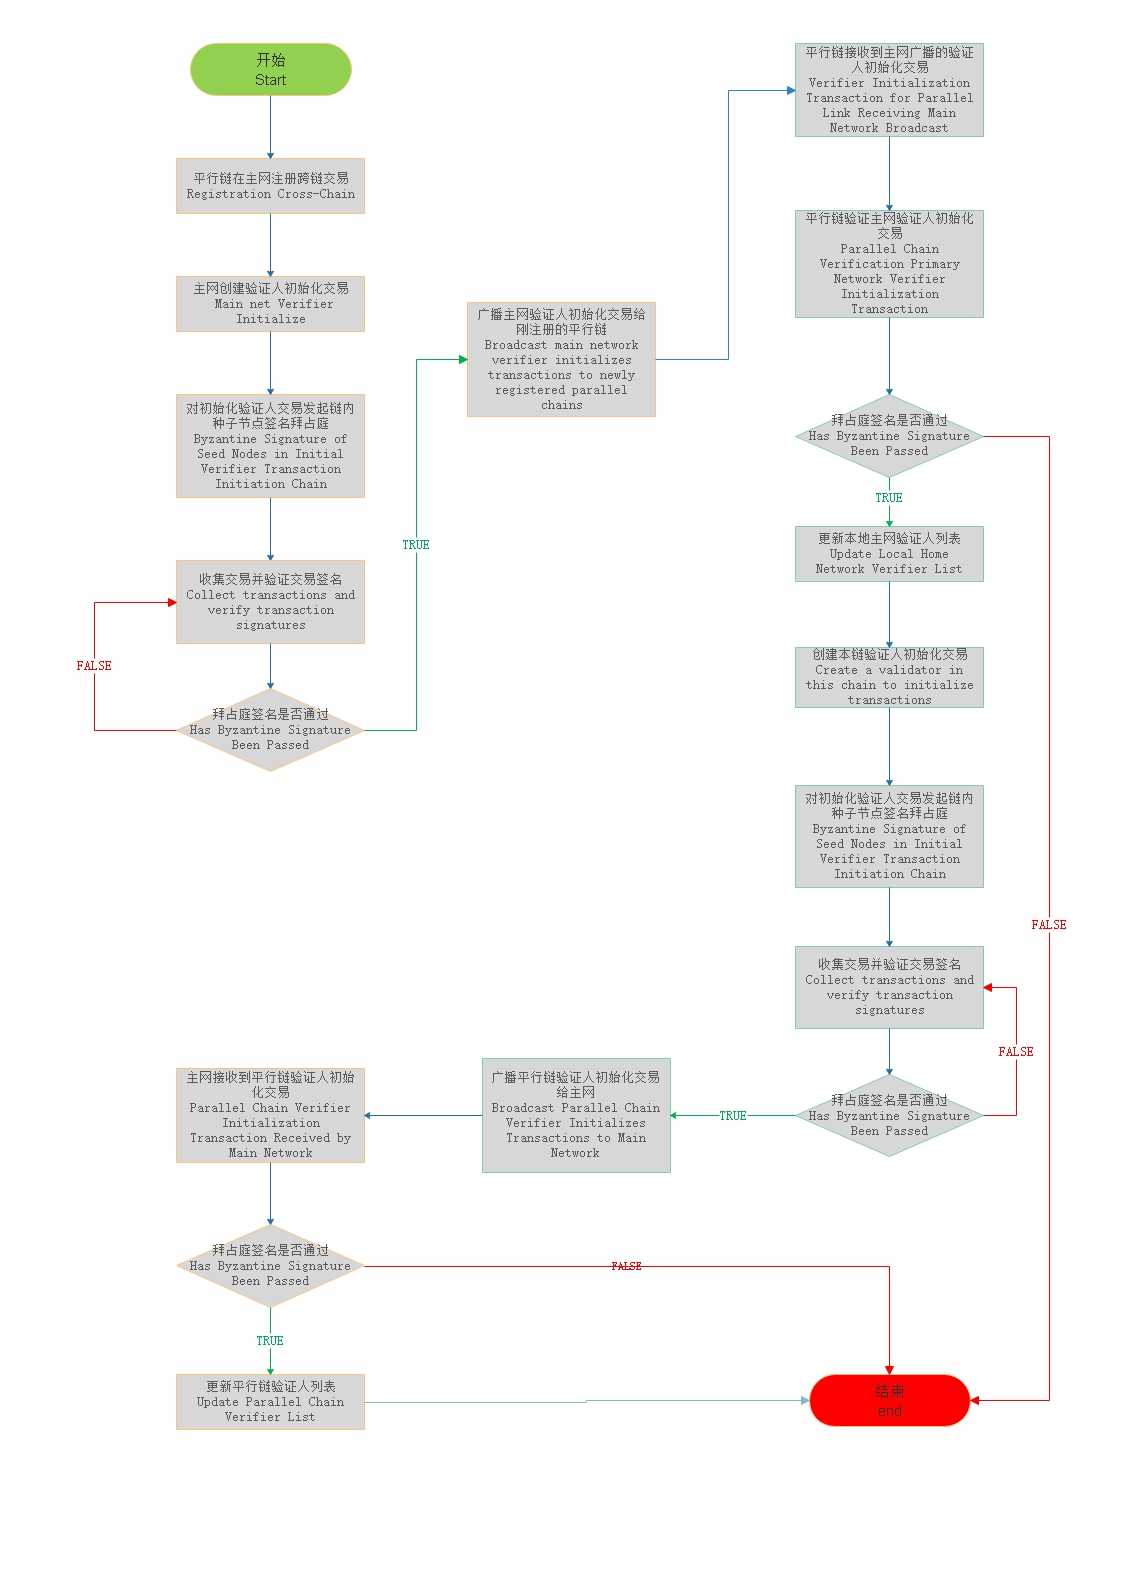 开始
Start
平行链在主网注册跨链交易
Registration Cross-Chain
主网创建验证人初始化交易
Main net Verifier
Initialize
对初始化验证人交易发起链内
种子节点签名拜占庭
Byzantine Signature of
Seed Nodes in Initial
Verifier Transaction
Initiation Chain
收集交易并验证交易签名
Collect transactions and
verify transaction
signatures
FALSE
拜占庭签名是否通过
Has Byzantine Signature
Been Passed
TRUE
广播主网验证人初始化交易给
刚注册的平行链
Broadcast main network
verifier initializes
transactions to newly
registered parallel
chains
平行链接收到主网广播的验证
人初始化交易
Verifier Initialization
Transaction for Parallel
Link Receiving Main
Network Broadcast
平行链验证主网验证人初始化
交易
Parallel Chain
Verification Primary
Network Verifier
Initialization
Transaction
拜占庭签名是否通过
Has Byzantine Signature
Been Passed
TRUE
更新本地主网验证人列表
Update Local Home
Network Verifier List
创建本链验证人初始化交易
Create a validator in
this chain to initialize
transactions
对初始化验证人交易发起链内
种子节点签名拜占庭
Byzantine Signature of
Seed Nodes in Initial
Verifier Transaction
Initiation Chain
FALSE
收集交易并验证交易签名
Collect transactions and
verify transaction
signatures
FALSE
拜占庭签名是否通过
Has Byzantine Signature
Been Passed
TRUE
广播平行链验证人初始化交易
给主网
Broadcast Parallel Chain
Verifier Initializes
Transactions to Main
Network
主网接收到平行链验证人初始
化交易
Parallel Chain Verifier
Initialization
Transaction Received by
Main Network
拜占庭签名是否通过
Has Byzantine Signature
Been Passed
FALSE
TRUE
更新平行链验证人列表
Update Parallel Chain
Verifier List
结束
end